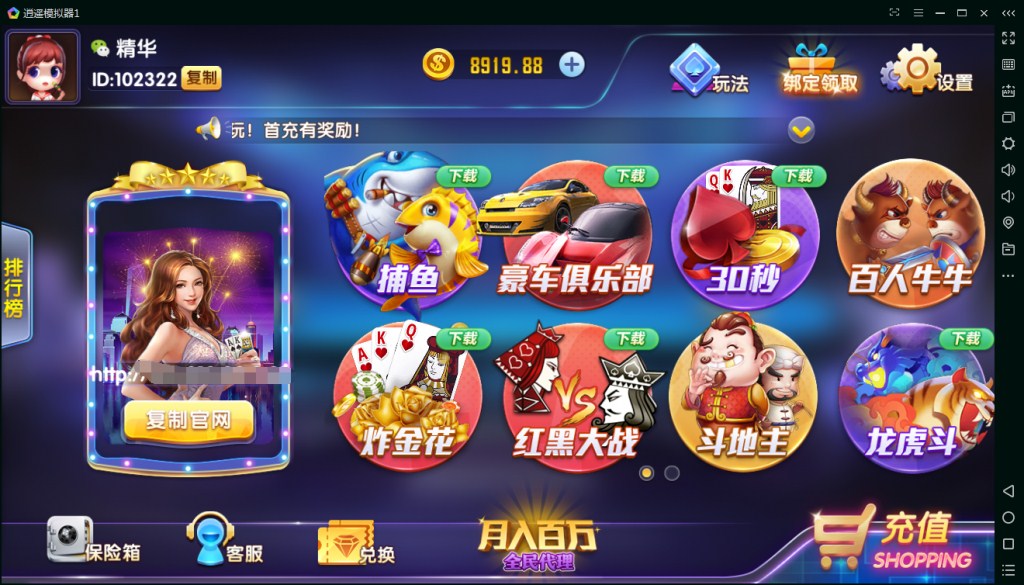 逍遥模拟器1
精华
ID:102322 复制
8919.88
玩法
绑定领取
设置
玩！首充有奖励！
排行榜
http:/
复制官网
下载
捕鱼
下载
豪车俱乐部
下载
30秒
百人牛牛
下载
炸金花
下载
红黑大战
斗地主
下载
龙虎斗
保险箱
客服
兑换
月入百万
全民代理
充值
SHOPPING